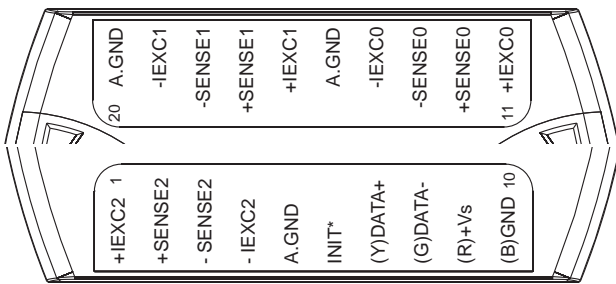 20 A.GND
-IEXC1
-SENSE1
+SENSE1
+IEXC1
A.GND
-IEXC0
-SENSE0
+SENSE0
11 +IEXC0
+IEXC2 1
+SENSE2
- SENSE2
- IEXC2
A.GND
INIT*
(Y)DATA+
(G)DATA-
(R)+Vs
(B)GND 10